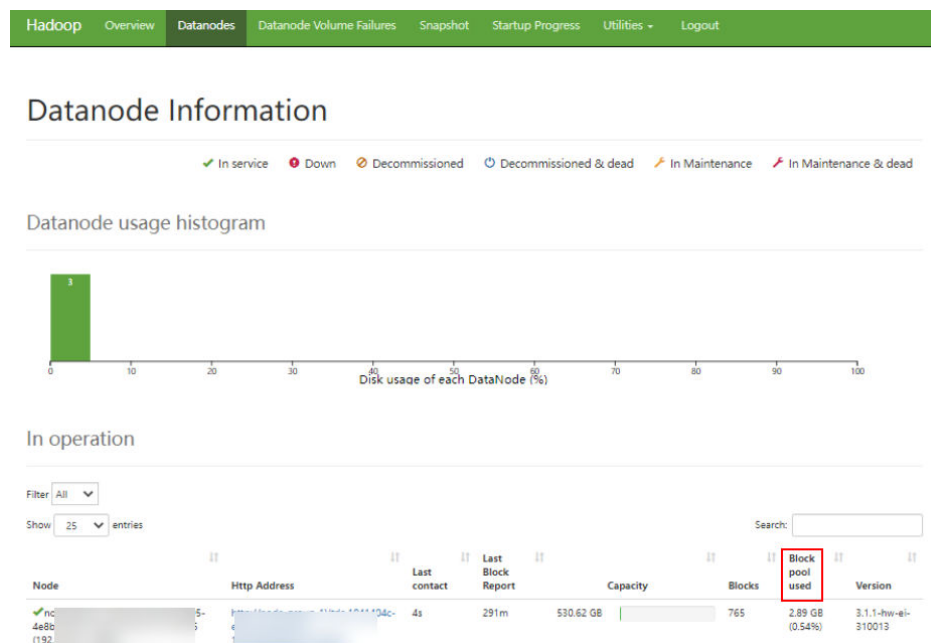 Hadoop Overview Datanodes Datanode Volume Failures Snapshot Startup Progress Utilities Logout
Datanode Information
In service Down Decommissioned Decommissioned & dead In Maintenance In Maintenance & dead
Datanode usage histogram
3
0 10 20 30 40 50 60 70 80 90 100
Disk usage of each DataNode (%)
In operation
Filter All
Show 25 entries
Search:
Node
Http Address
Last contact
Last Block Report
Capacity
Blocks
Block pool used
Version
4s
291m
530.62 GB
765
2.89 GB
(0.54%)
3.1.1-hw-ei-
310013
4e8b
(192